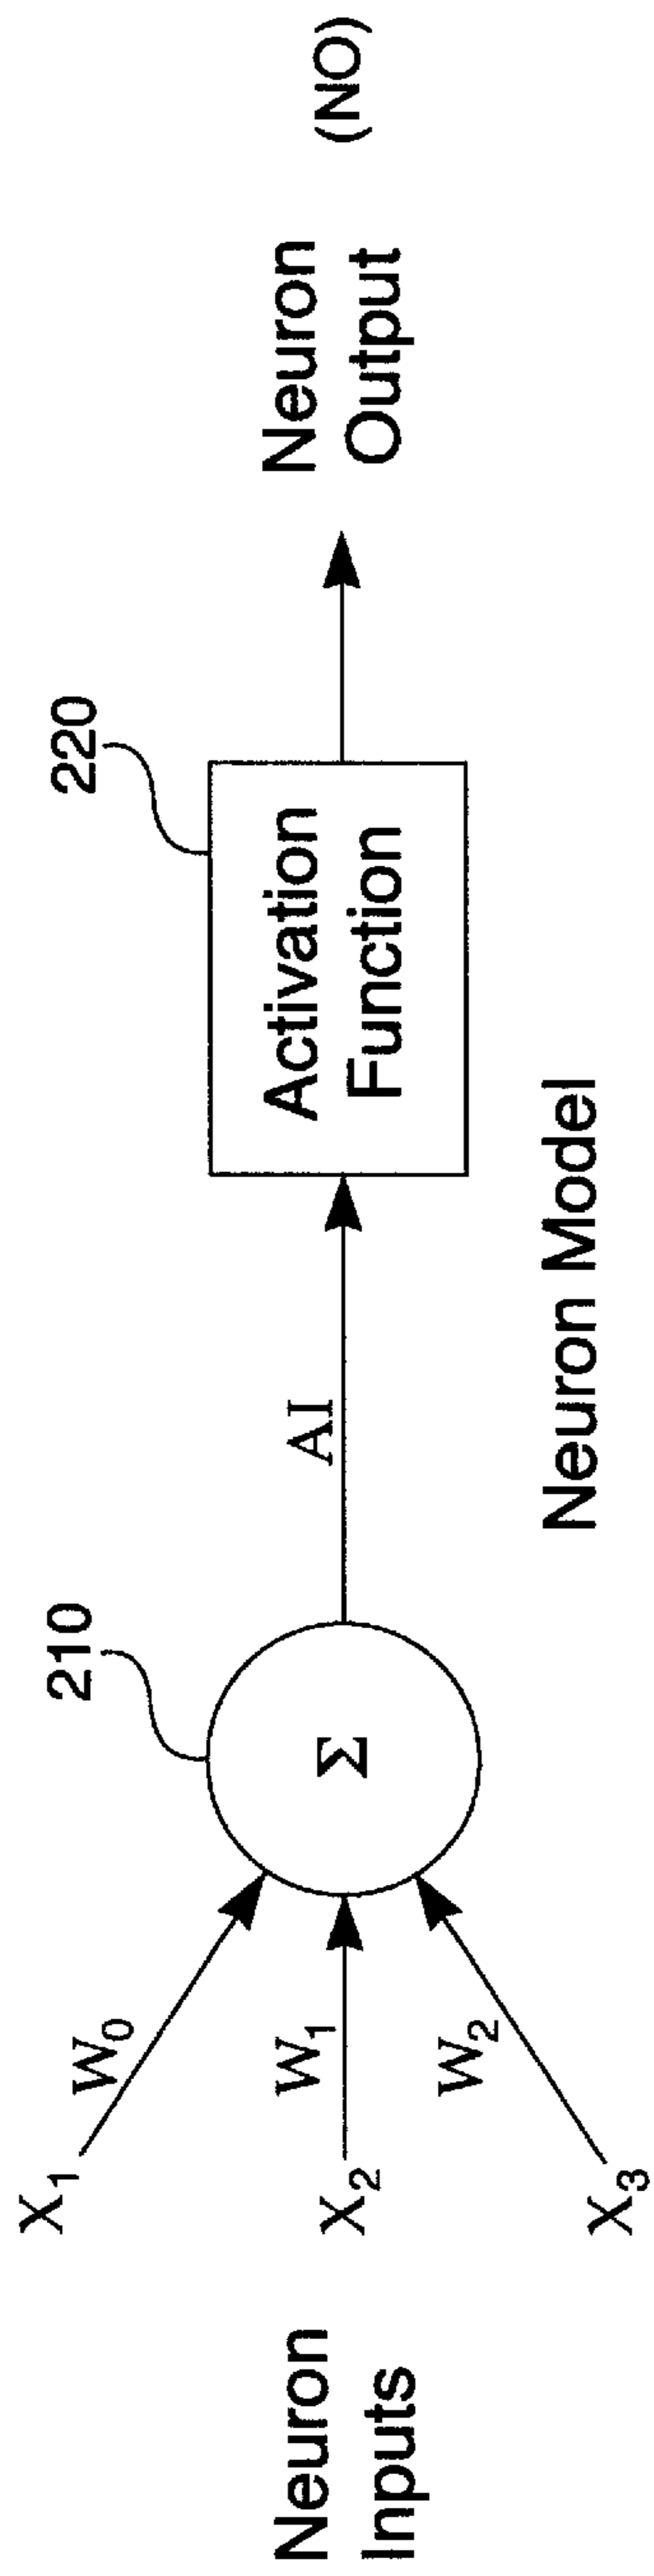 Neuron
Inputs
X1
X2
X3
W0
W1
W2
210
Σ
AI
220
Activation
Function
Neuron
Output
(NO)
Neuron Model